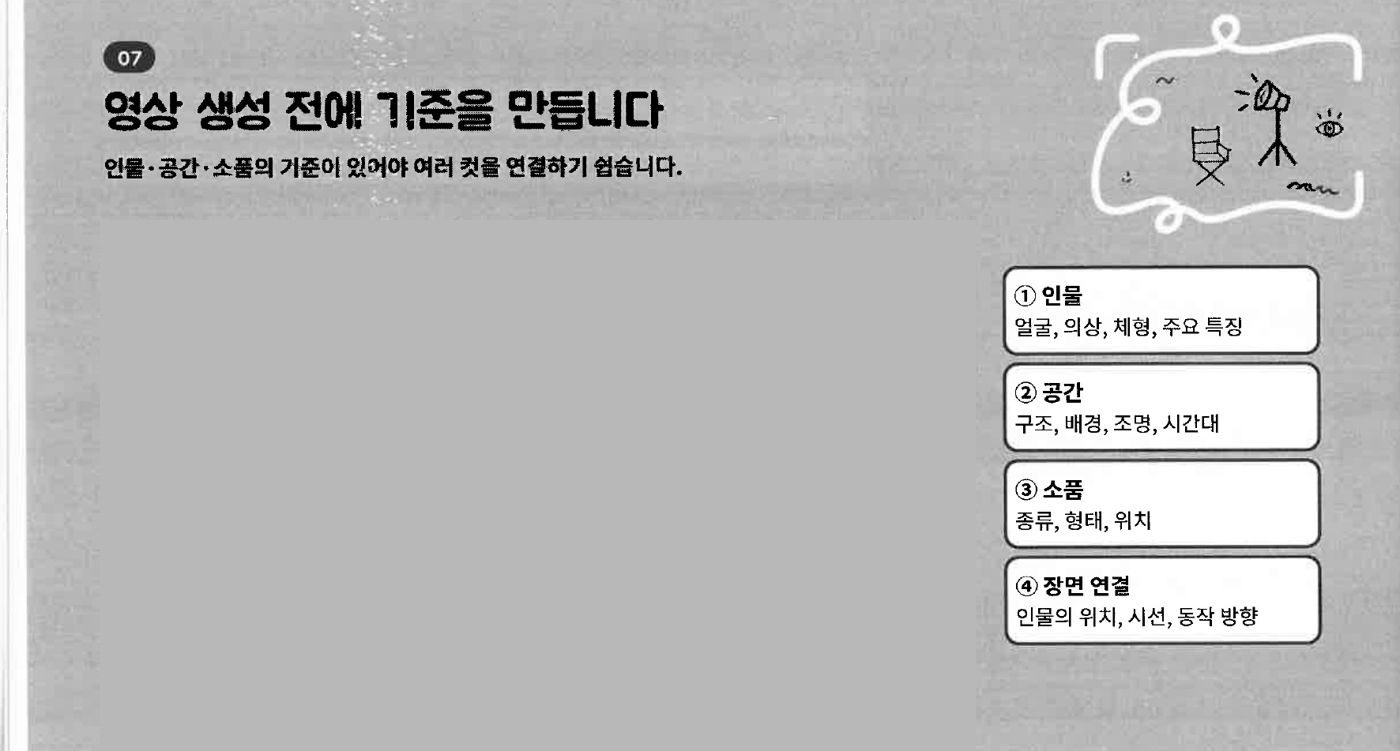 07
영상 생성 전에 기준을 만듭니다
인물·공간·소품의 기준이 있어야 여러 컷을 연결하기 쉽습니다.
① 인물
얼굴, 의상, 체형, 주요 특징
② 공간
구조, 배경, 조명, 시간대
③ 소품
종류, 형태, 위치
④ 장면 연결
인물의 위치, 시선, 동작 방향